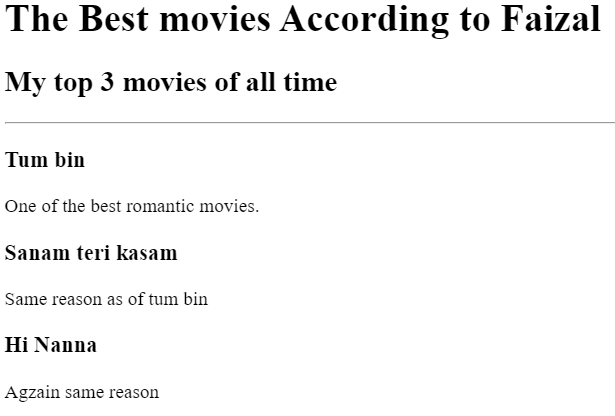 The Best movies According to Faizal
My top 3 movies of all time
Tum bin
One of the best romantic movies.
Sanam teri kasam
Same reason as of tum bin
Hi Nanna
Agzain same reason